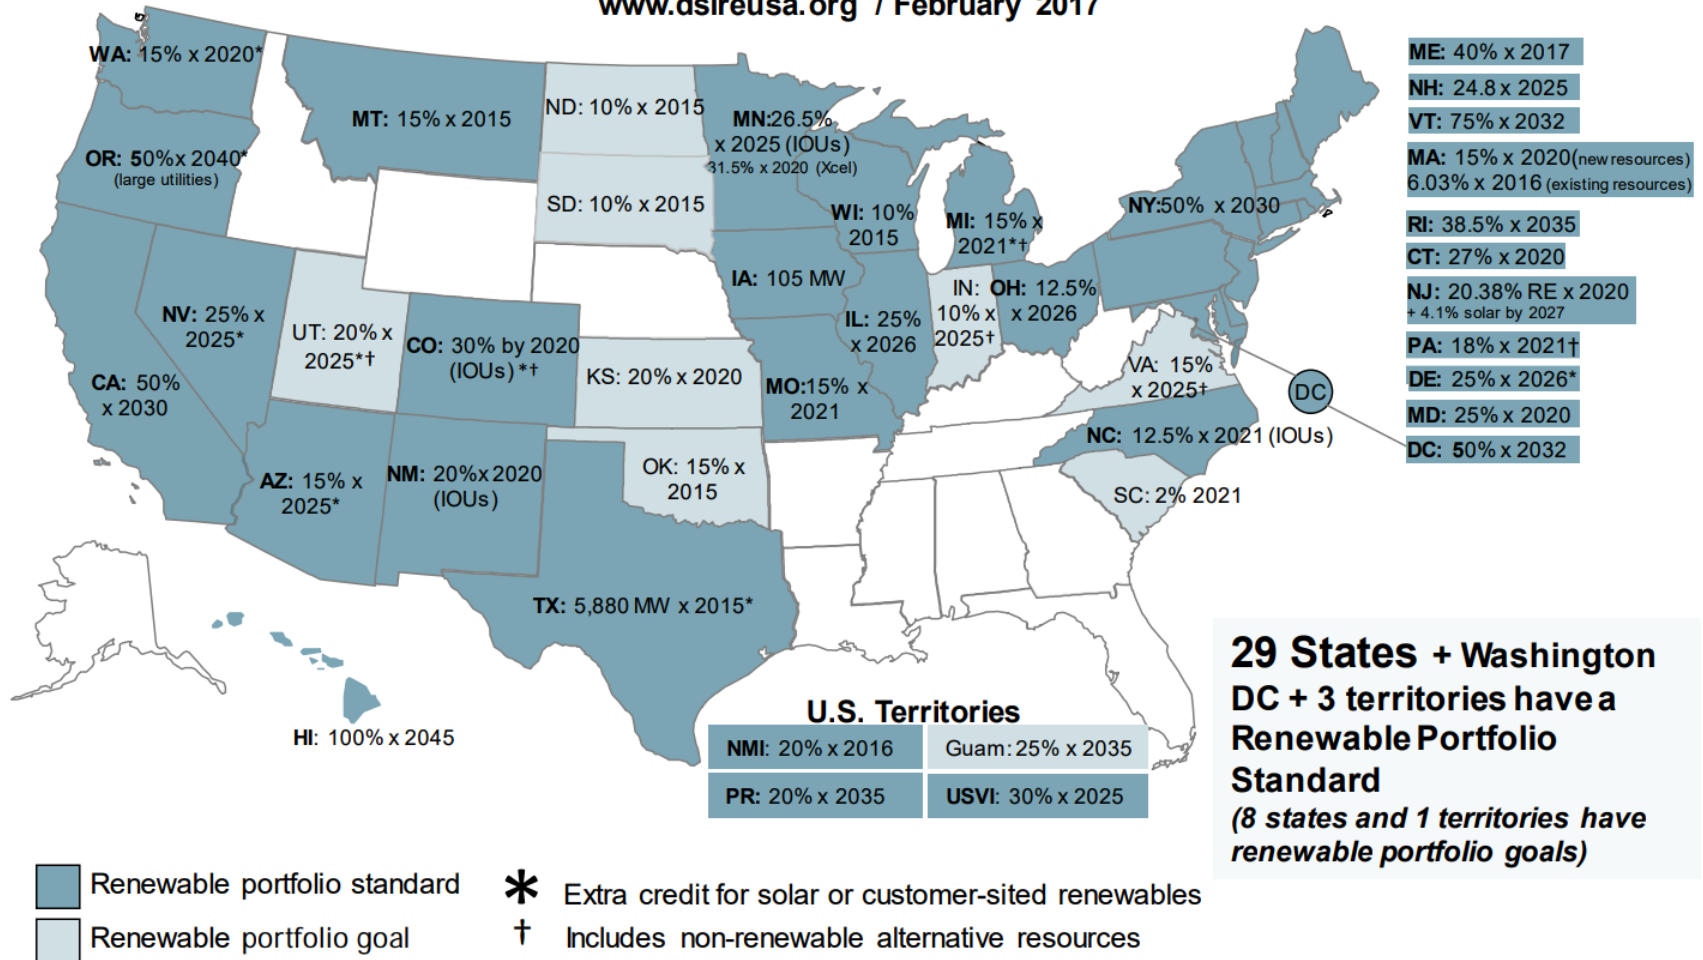 www.dsireusa.org / February 2017
WA: 15% x 2020*
MT: 15% x 2015
ND: 10% x 2015
MN:26.5%
x 2025 (IOUs)
31.5% x 2020 (Xcel)
OR: 50%x 2040*
(large utilities)
SD: 10% x 2015
WI: 10%
2015
MI: 15% x
2021*†
NY:50% x 2030
ME: 40% x 2017
NH: 24.8 x 2025
VT: 75% x 2032
MA: 15% x 2020(new resources)
6.03% x 2016 (existing resources)
RI: 38.5% x 2035
CT: 27% x 2020
NJ: 20.38% RE x 2020
+ 4.1% solar by 2027
PA: 18% x 2021†
DE: 25% x 2026*
MD: 25% x 2020
DC: 50% x 2032
DC
NV: 25% x
2025*
UT: 20% x
2025*†
CO: 30% by 2020
(IOUs) *†
IA: 105 MW
IL: 25%
x 2026
IN:
10% x
2025†
OH: 12.5%
x 2026
CA: 50%
x 2030
KS: 20% x 2020
MO:15% x
2021
VA: 15%
x 2025†
NC: 12.5% x 2021 (IOUs)
AZ: 15% x
2025*
NM: 20%x 2020
(IOUs)
OK: 15% x
2015
SC: 2% 2021
TX: 5,880 MW x 2015*
HI: 100% x 2045
U.S. Territories
NMI: 20% x 2016
Guam: 25% x 2035
PR: 20% x 2035
USVI: 30% x 2025
29 States + Washington
DC + 3 territories have a
Renewable Portfolio
Standard
(8 states and 1 territories have
renewable portfolio goals)
Renewable portfolio standard
* Extra credit for solar or customer-sited renewables
Renewable portfolio goal
† Includes non-renewable alternative resources